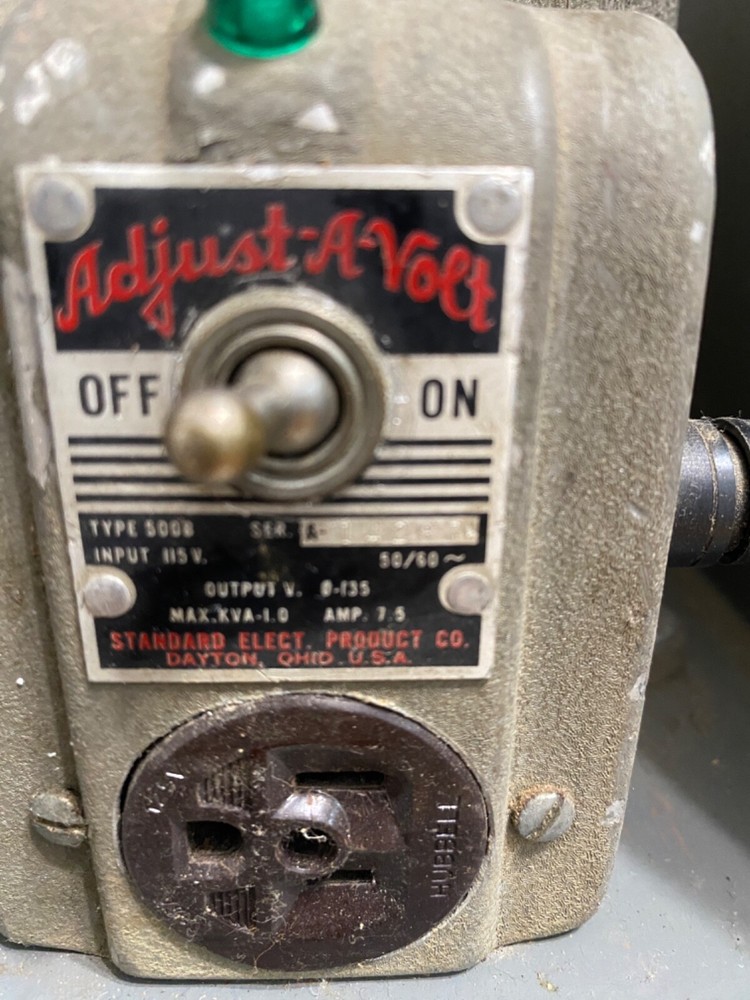 Adjust-A-Volt
OFF ON
TYPE 500B SER. A-
INPUT 115 V. 50/60 ~
OUTPUT V. 0-135
MAX. KVA-1.0 AMP. 7.5
STANDARD ELECT. PRODUCT CO.
DAYTON, OHIO U.S.A.
HUBBELL